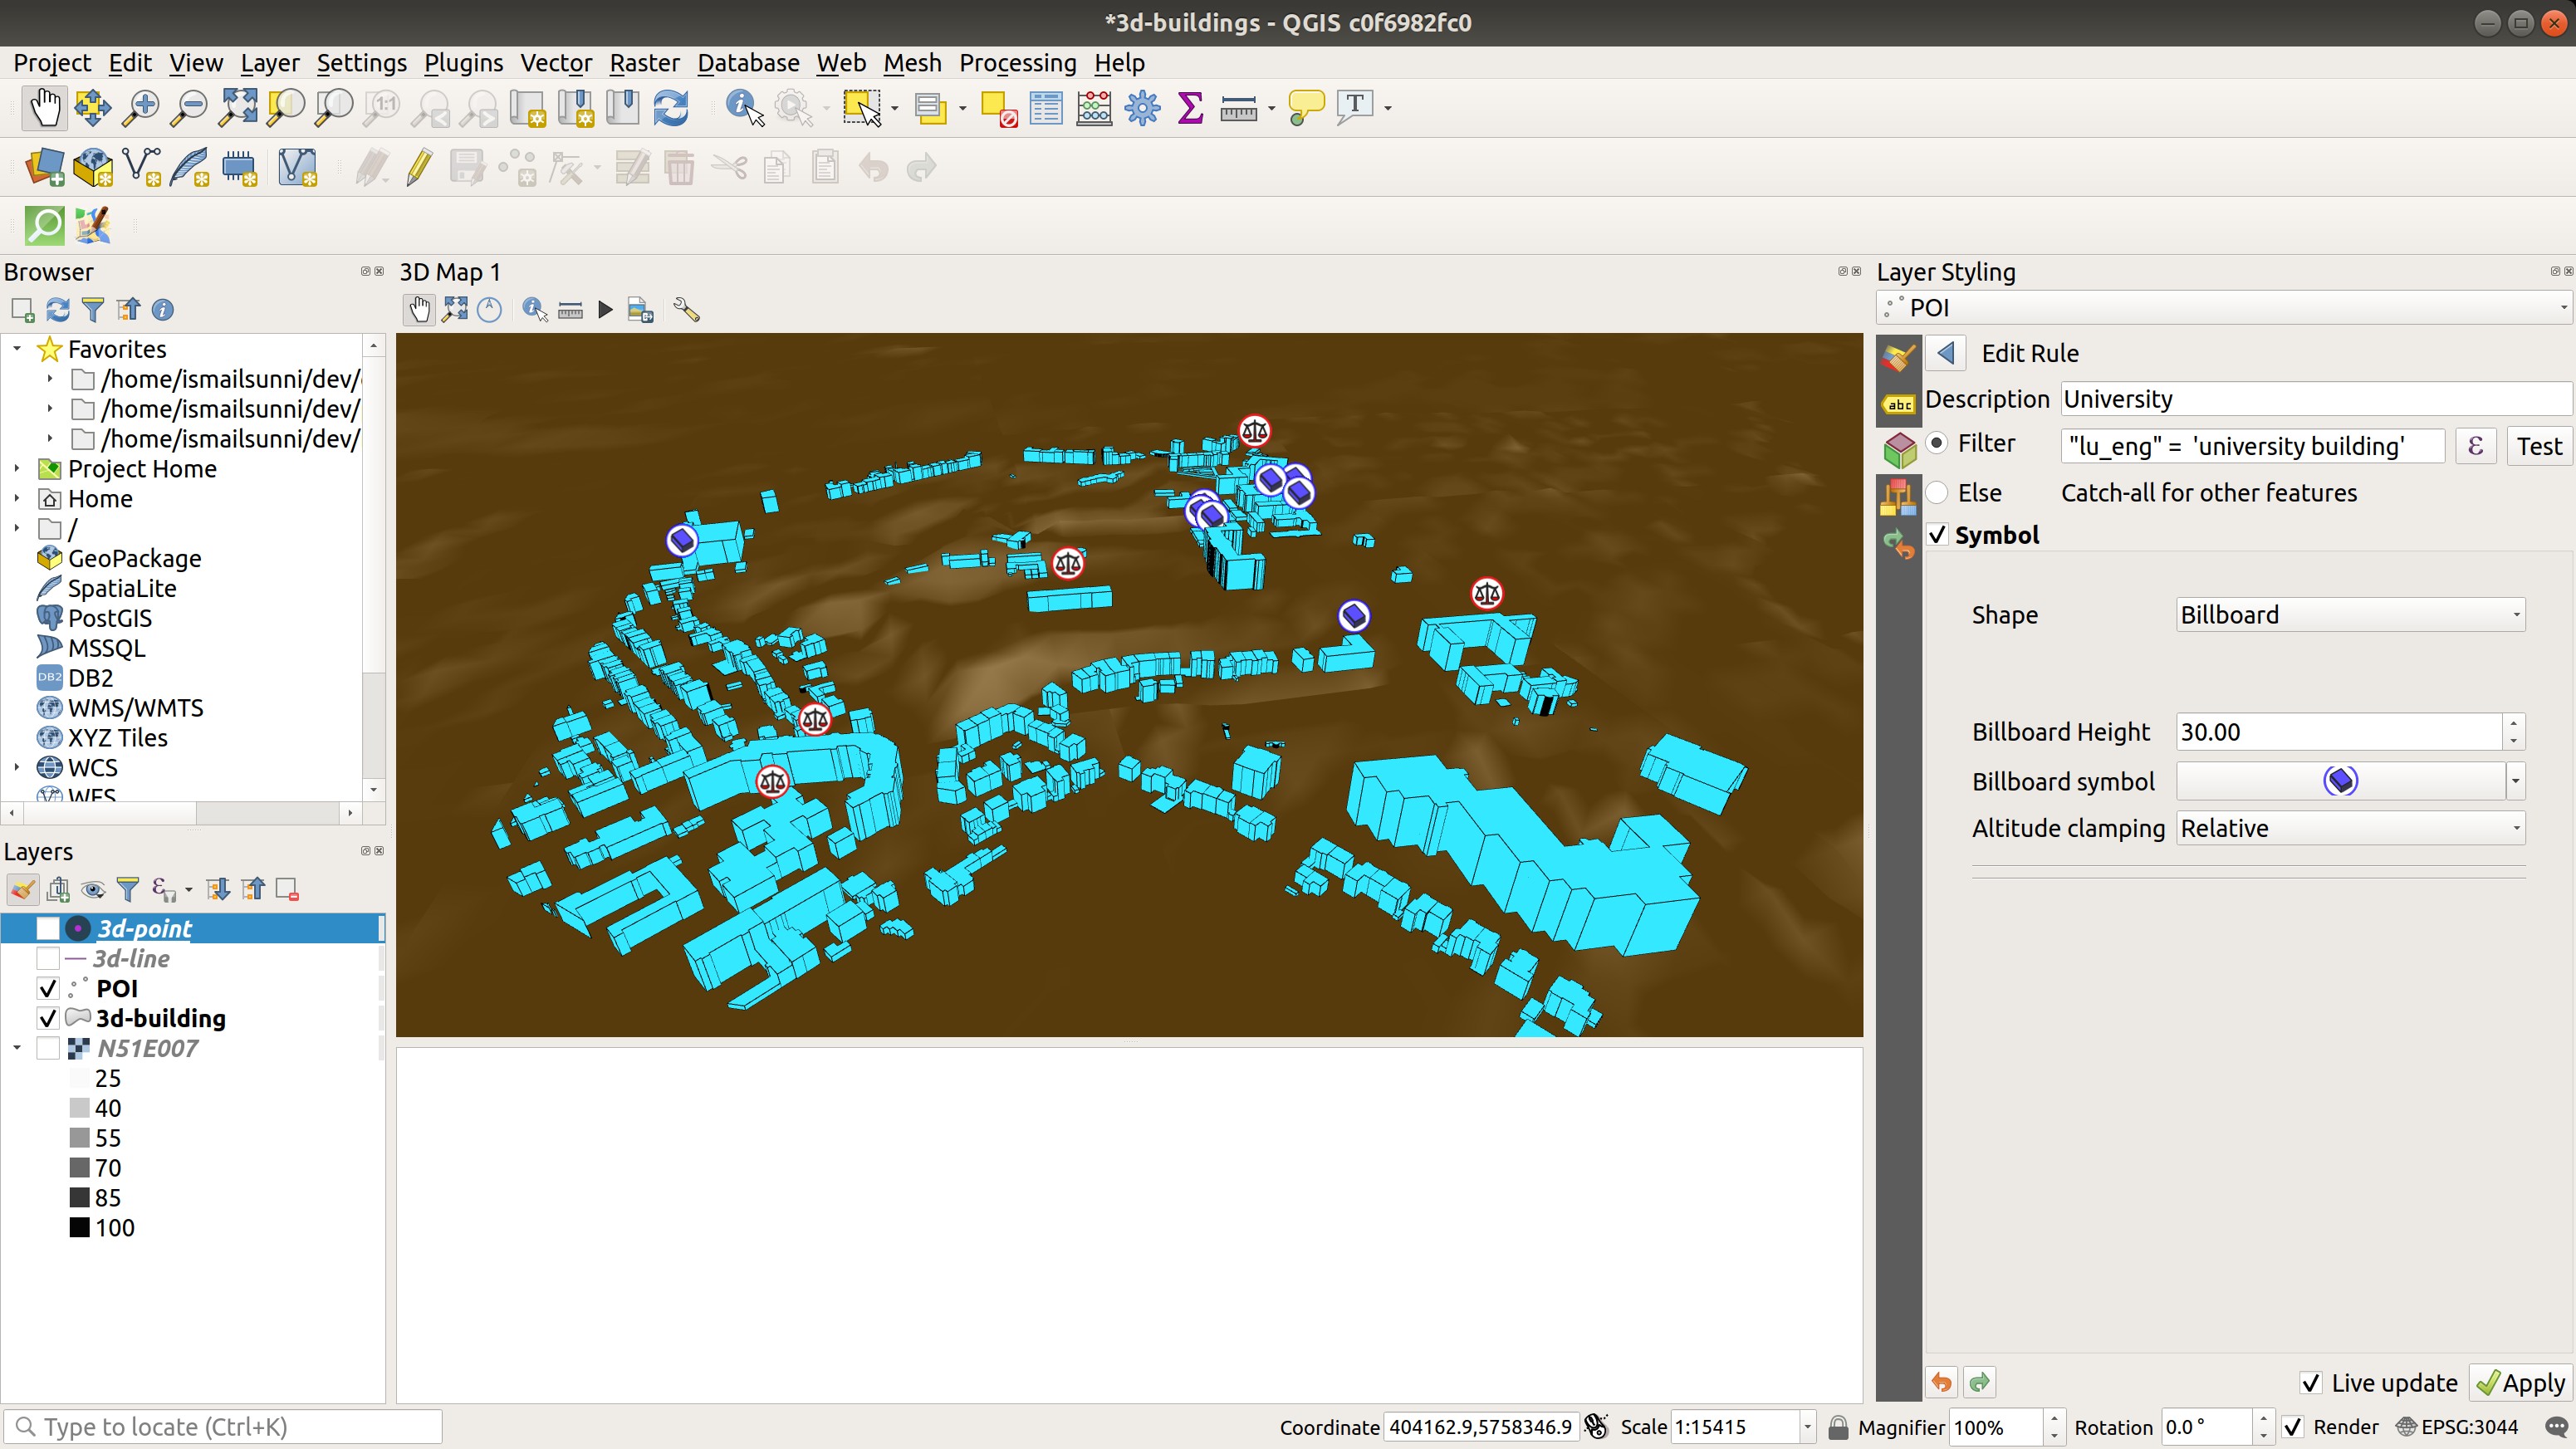 *3d-buildings - QGIS c0f6982fc0
Project Edit View Layer Settings Plugins Vector Raster Database Web Mesh Processing Help
1:1
T
Browser
Favorites
/home/ismailsunni/dev/
/home/ismailsunni/dev/
/home/ismailsunni/dev/
Project Home
Home
/
GeoPackage
SpatiaLite
PostGIS
MSSQL
DB2 DB2
WMS/WMTS
XYZ Tiles
WCS
WFS
Layers
3d-point
3d-line
POI
3d-building
N51E007
25
40
55
70
85
100
Type to locate (Ctrl+K)
3D Map 1
Layer Styling
POI
abc
Edit Rule
Description University
Filter "lu_eng" = 'university building' ε Test
Else Catch-all for other features
Symbol
Shape Billboard
Billboard Height 30.00
Billboard symbol
Altitude clamping Relative
Live update Apply
Coordinate 404162.9,5758346.9 Scale 1:15415 Magnifier 100% Rotation 0.0 ° Render EPSG:3044